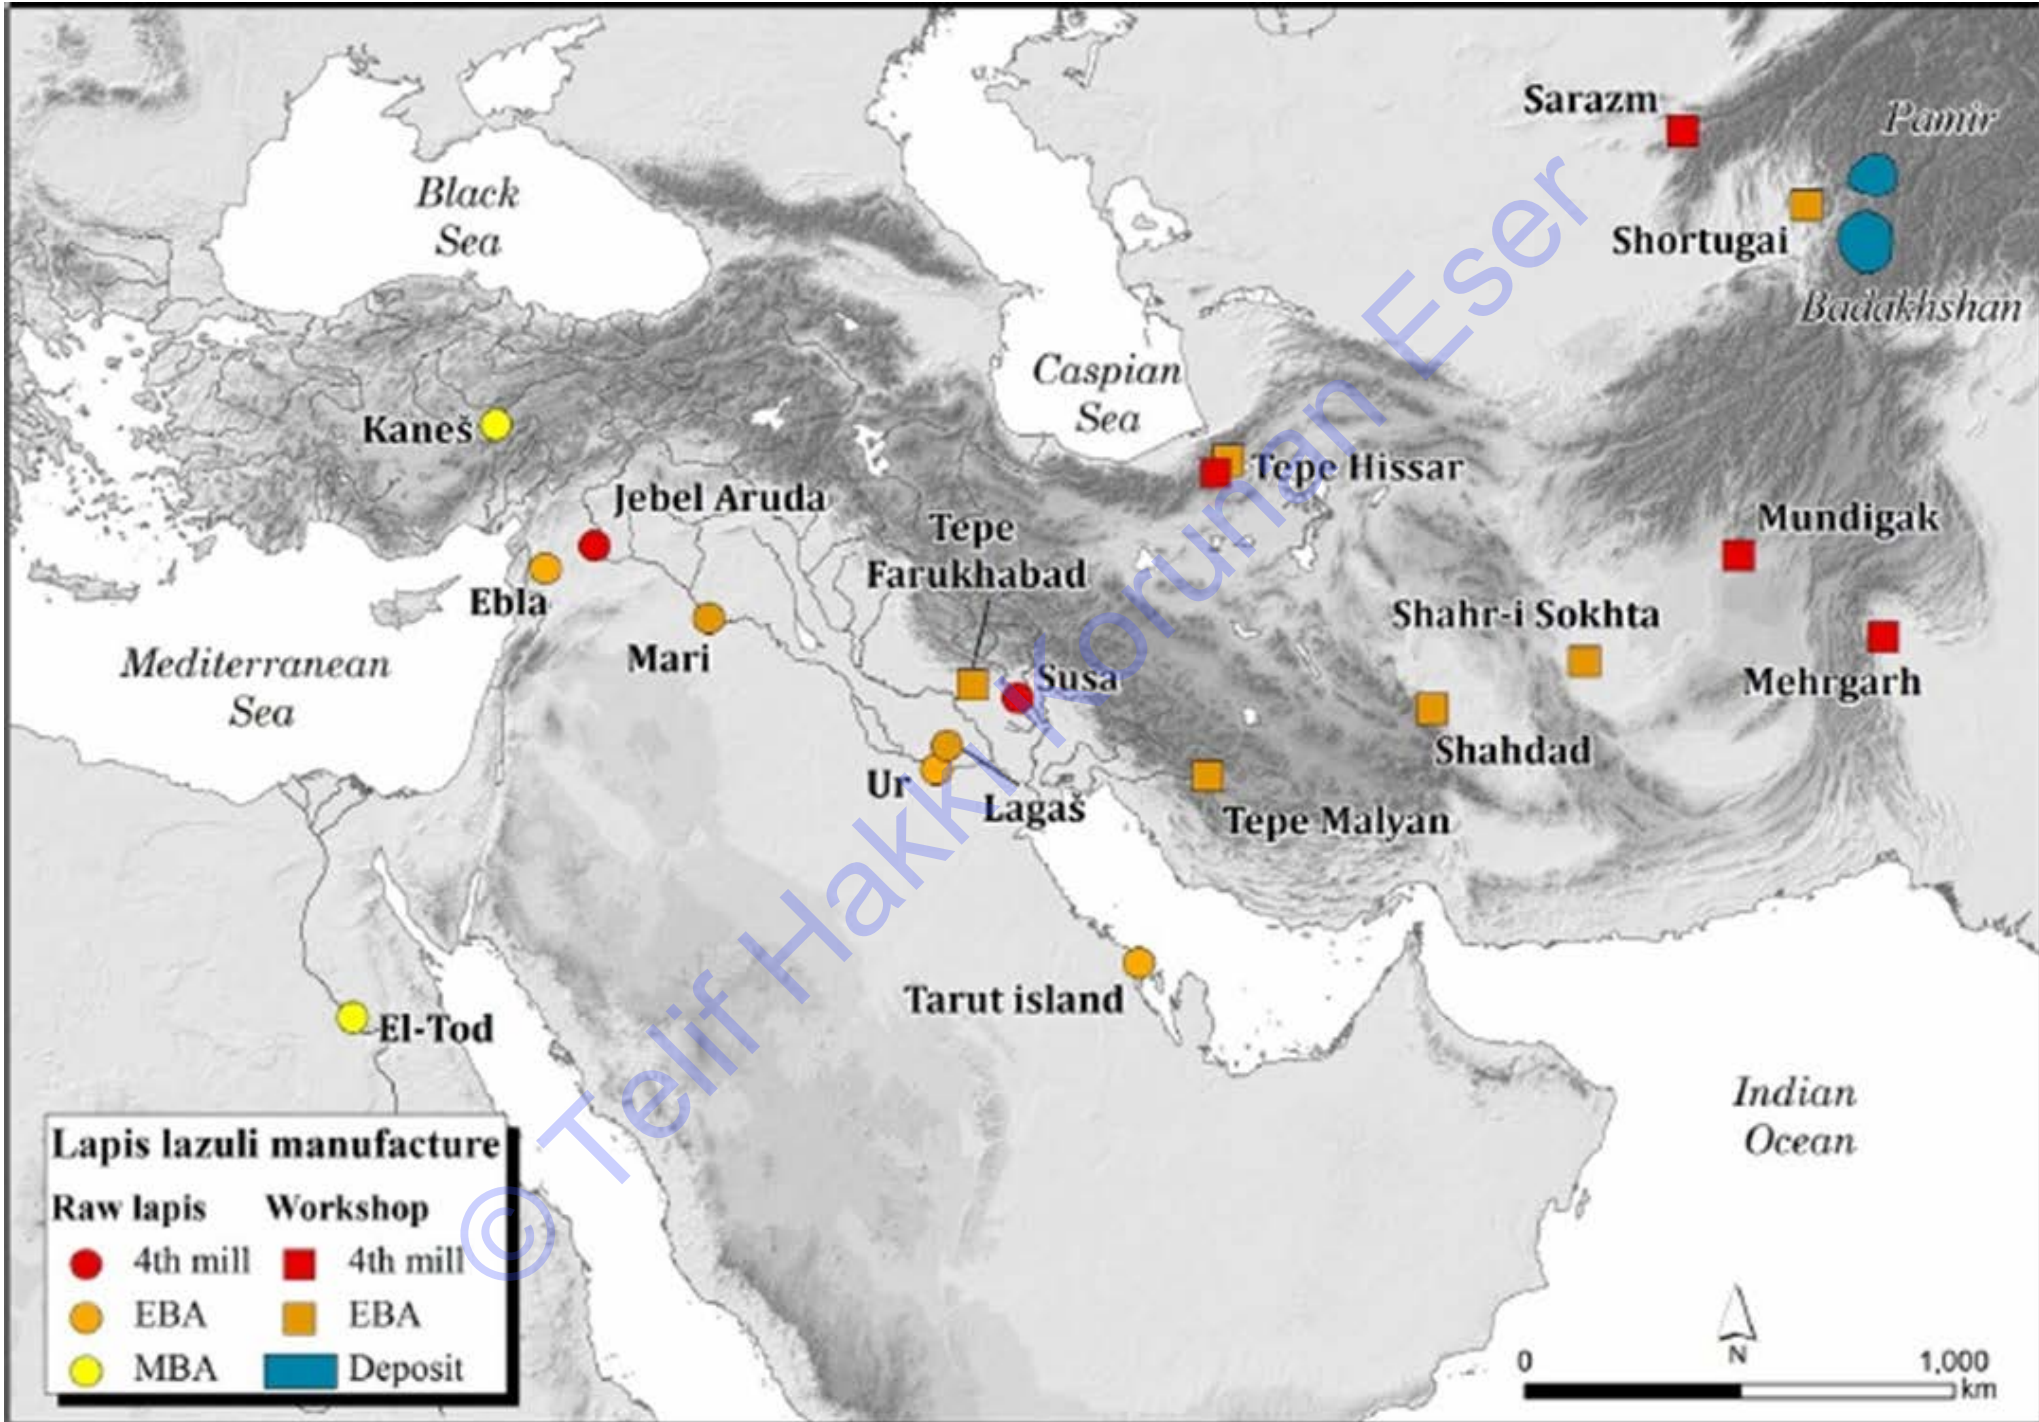 Sarazm
Pamir
Black
Sea
Shortugai
Badakhshan
Caspian
Sea
Kaneš
Tepe Hissar
Jebel Aruda
Tepe
Farukhabad
Mundigak
Ebla
Shahr-i Sokhta
Mari
Mediterranean
Sea
Susa
Mehrgarh
Shahdad
Ur
Lagaš
Tepe Malyan
Tarut island
El-Tod
Indian
Ocean
Lapis lazuli manufacture
Raw lapis Workshop
4th mill 4th mill
EBA EBA
MBA Deposit
N
0 1,000
km
© Telif Hakkı Korunan Eser